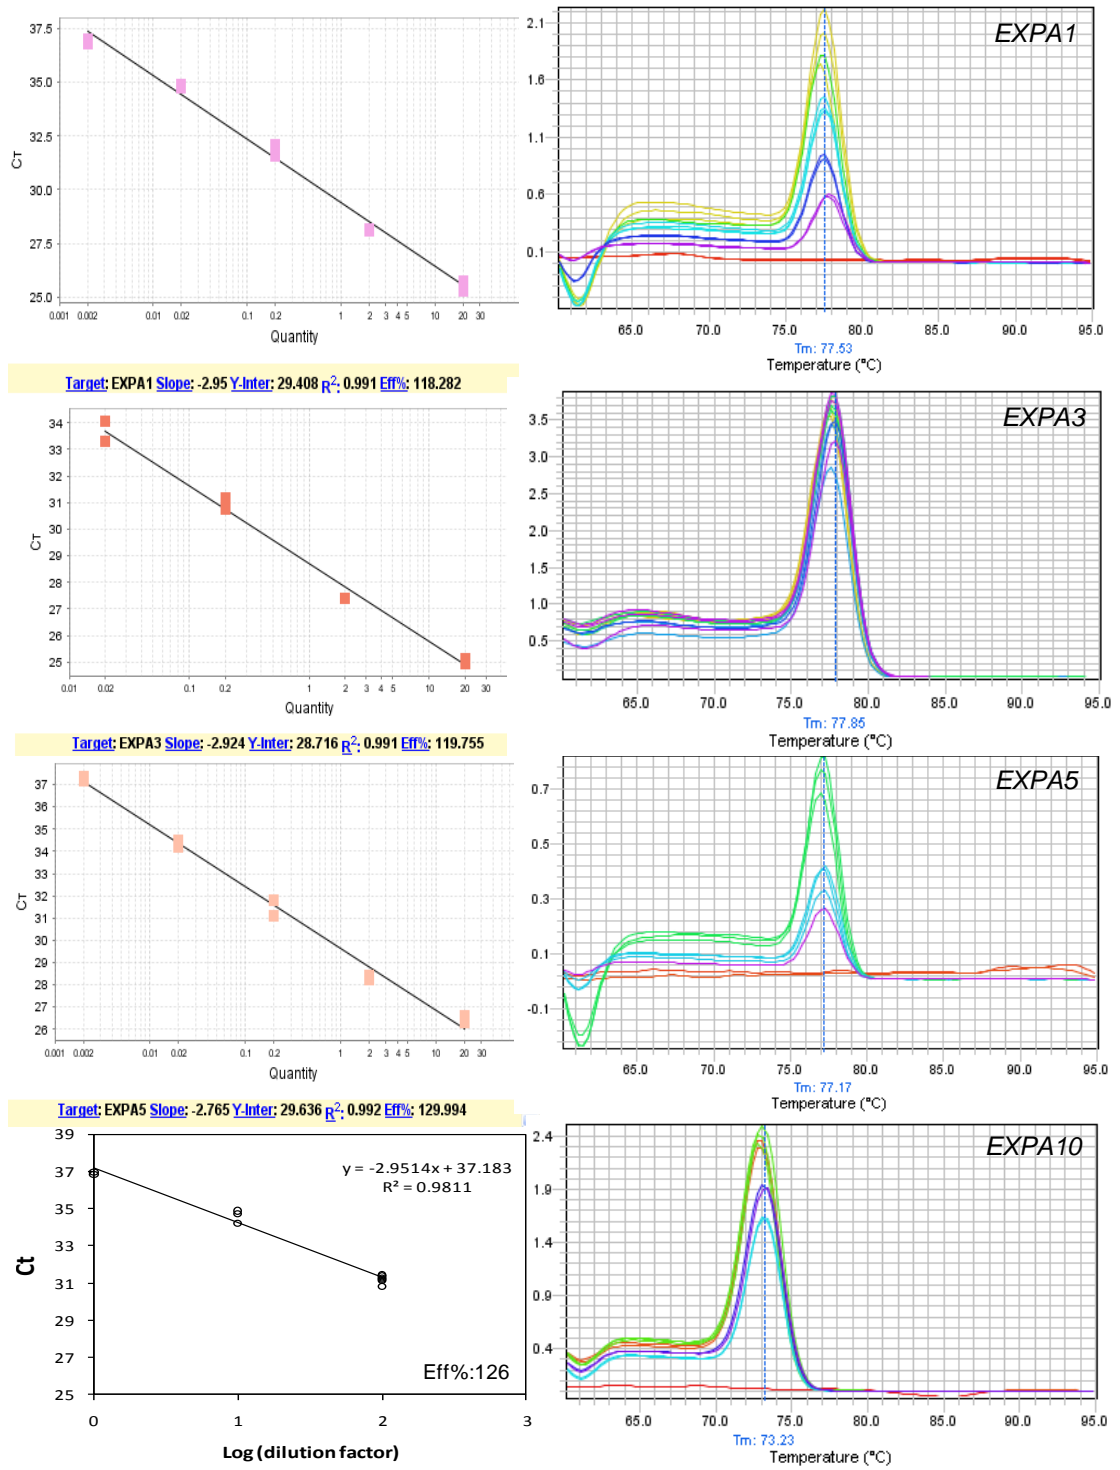 37.5
35.0
32.5
30.0
27.5
25.0
CT
0.001 0.002 0.01 0.02 0.1 0.2 1 2 3 4 5 10 20 30
Quantity
Target: EXPA1 Slope: -2.95 Y-Inter: 29.408 R²: 0.991 Eff%: 118.282
EXPA1
2.1
1.6
1.1
0.6
0.1
65.0 70.0 75.0 80.0 85.0 90.0 95.0
Tm: 77.53
Temperature (°C)
34
33
32
31
30
29
28
27
26
25
CT
0.01 0.02 0.1 0.2 1 2 3 4 5 10 20 30
Quantity
Target: EXPA3 Slope: -2.924 Y-Inter: 28.716 R²: 0.991 Eff%: 119.755
EXPA3
3.5
3.0
2.5
2.0
1.5
1.0
0.5
65.0 70.0 75.0 80.0 85.0 90.0 95.0
Tm: 77.85
Temperature (°C)
37
36
35
34
33
32
31
30
29
28
27
26
CT
0.001 0.002 0.01 0.02 0.1 0.2 1 2 3 4 5 10 20 30
Quantity
Target: EXPA5 Slope: -2.765 Y-Inter: 29.636 R²: 0.992 Eff%: 129.994
EXPA5
0.7
0.5
0.3
0.1
-0.1
65.0 70.0 75.0 80.0 85.0 90.0 95.0
Tm: 77.17
Temperature (°C)
39
37
35
33
31
29
27
25
Ct
y = -2.9514x + 37.183
R² = 0.9811
Eff%:126
0 1 2 3
Log (dilution factor)
EXPA10
2.4
1.9
1.4
0.9
0.4
65.0 70.0 75.0 80.0 85.0 90.0 95.0
Tm: 73.23
Temperature (°C)